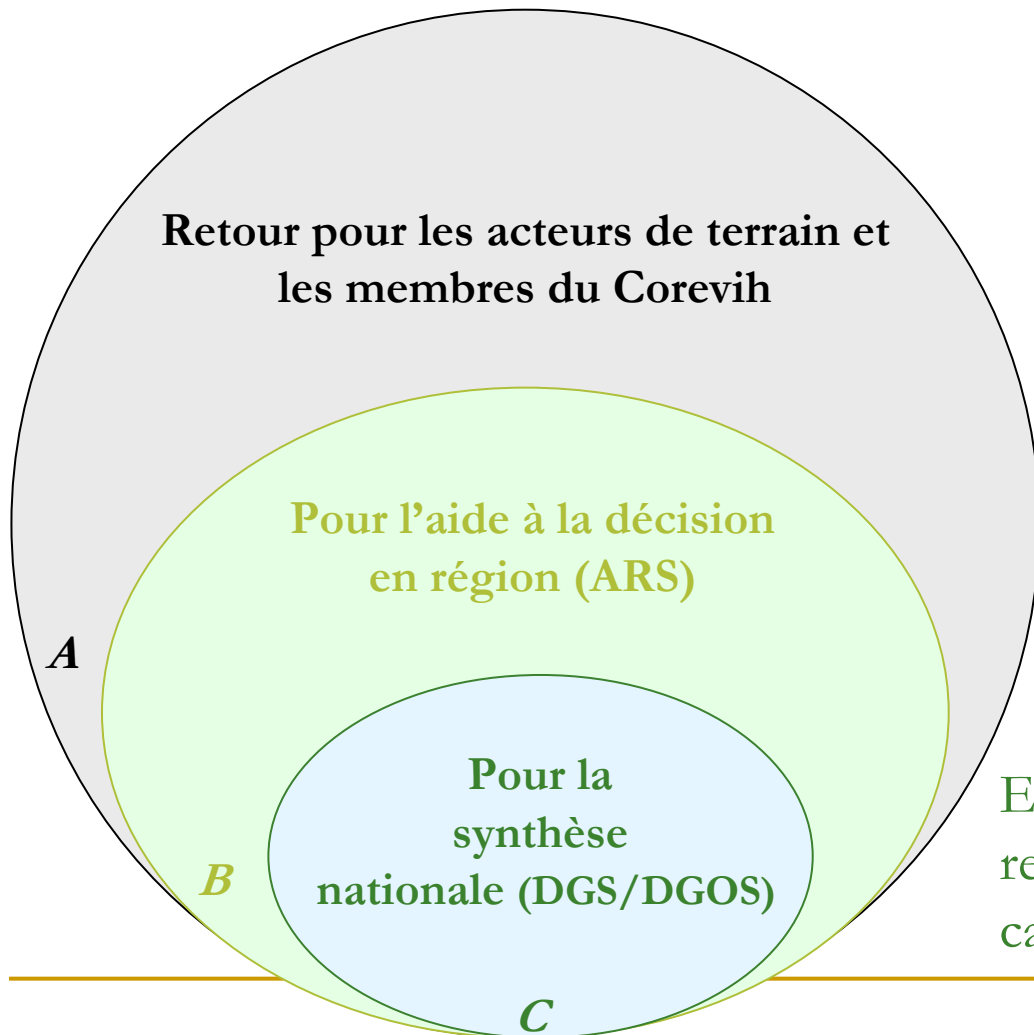 Retour pour les acteurs de terrain et
les membres du Corevih
Pour l’aide à la décision
en région (ARS)
A
Pour la
synthèse
nationale (DGS/DGOS)
B
C